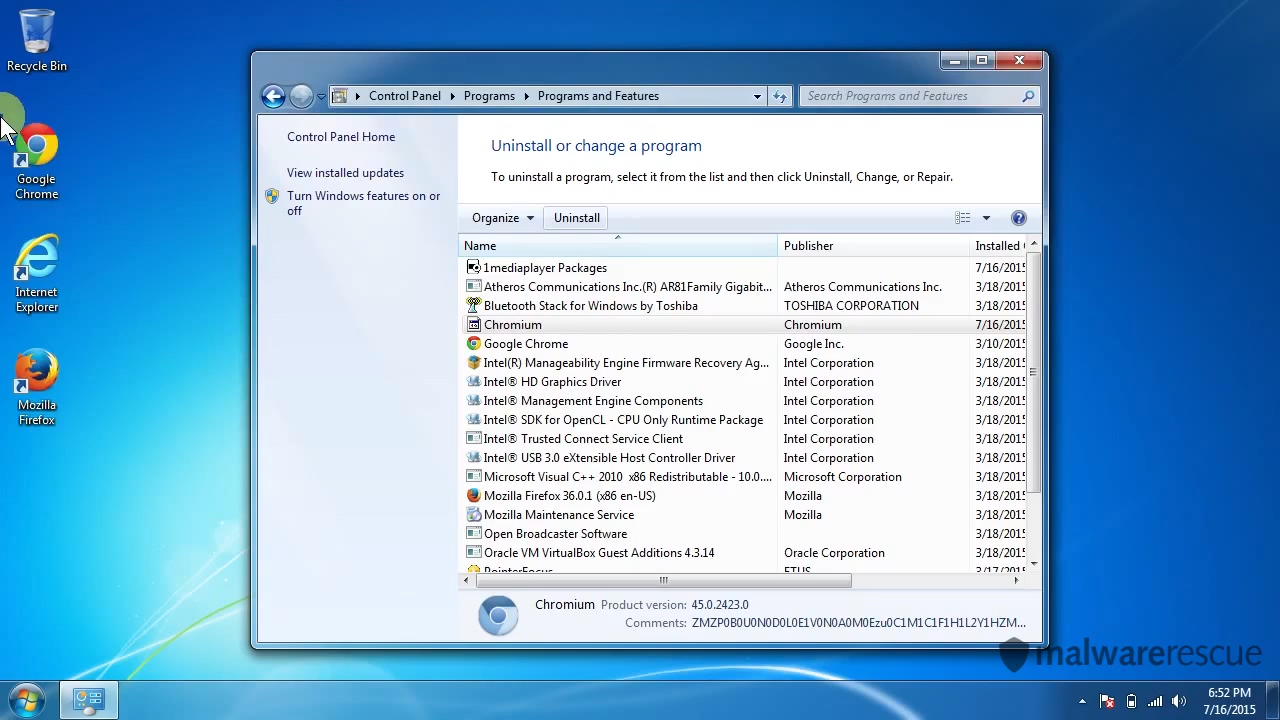 Recycle Bin
Google Chrome
Internet Explorer
Mozilla Firefox
Control Panel Programs Programs and Features
Search Programs and Features
Control Panel Home
View installed updates
Turn Windows features on or off
Uninstall or change a program
To uninstall a program, select it from the list and then click Uninstall, Change, or Repair.
Organize Uninstall
Name Publisher Installed
1mediaplayer Packages 7/16/2015
Atheros Communications Inc.(R) AR81Family Gigabit... Atheros Communications Inc. 3/18/2015
Bluetooth Stack for Windows by Toshiba TOSHIBA CORPORATION 3/18/2015
Chromium Chromium 7/16/2015
Google Chrome Google Inc. 3/10/2015
Intel(R) Manageability Engine Firmware Recovery Ag... Intel Corporation 3/18/2015
Intel® HD Graphics Driver Intel Corporation 3/18/2015
Intel® Management Engine Components Intel Corporation 3/18/2015
Intel® SDK for OpenCL - CPU Only Runtime Package Intel Corporation 3/18/2015
Intel® Trusted Connect Service Client Intel Corporation 3/18/2015
Intel® USB 3.0 eXtensible Host Controller Driver Intel Corporation 3/18/2015
Microsoft Visual C++ 2010 x86 Redistributable - 10.0.... Microsoft Corporation 3/18/2015
Mozilla Firefox 36.0.1 (x86 en-US) Mozilla 3/18/2015
Mozilla Maintenance Service Mozilla 3/18/2015
Open Broadcaster Software 3/18/2015
Oracle VM VirtualBox Guest Additions 4.3.14 Oracle Corporation 3/18/2015
PointerFocus ETUS 3/17/2015
Chromium Product version: 45.0.2423.0
Comments: ZMZP0B0U0N0D0L0E1V0N0A0M0Ezu0C1M1C1F1H1L2Y1HZM...
malwarerescue
6:52 PM
7/16/2015